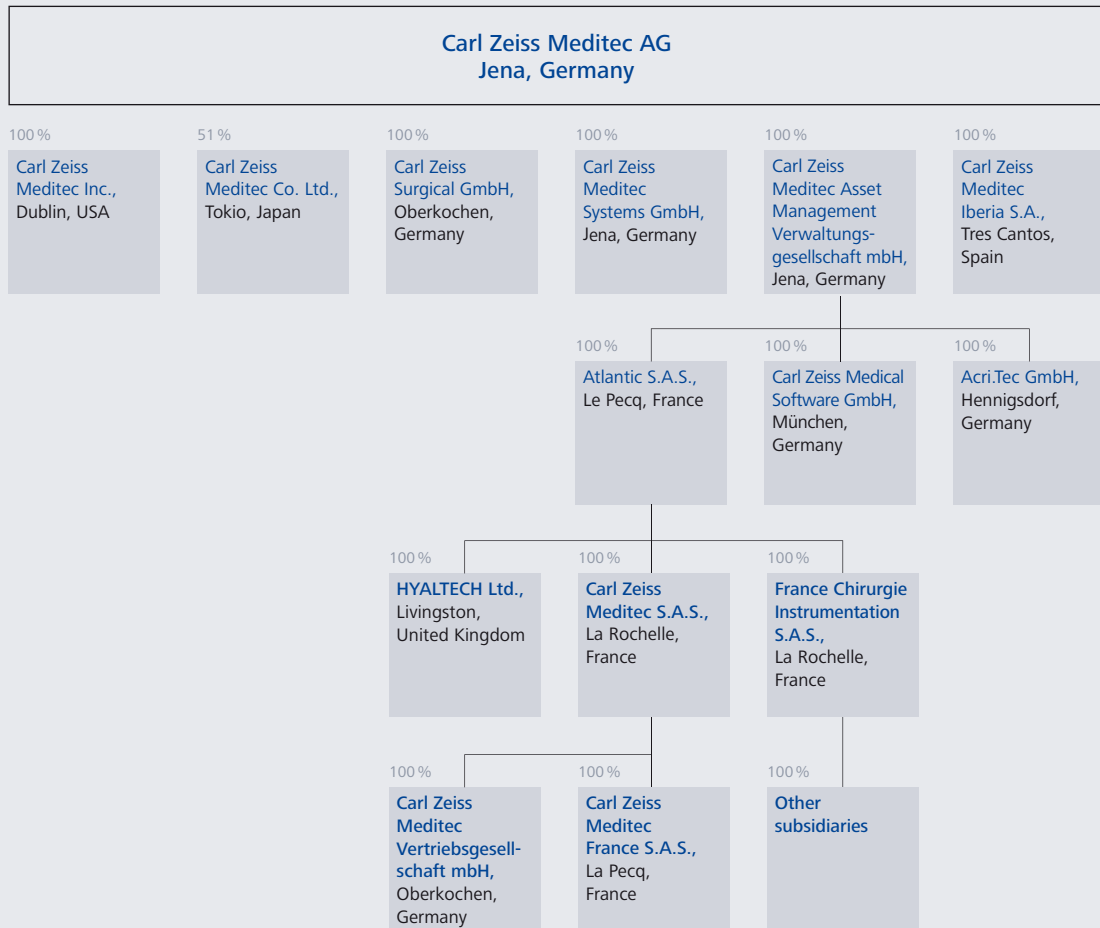 Carl Zeiss Meditec AG
Jena, Germany
100 %
Carl Zeiss
Meditec Inc.,
Dublin, USA
51 %
Carl Zeiss
Meditec Co. Ltd.,
Tokio, Japan
100 %
Carl Zeiss
Surgical GmbH,
Oberkochen,
Germany
100 %
Carl Zeiss
Meditec
Systems GmbH,
Jena, Germany
100 %
Carl Zeiss
Meditec Asset
Management
Verwaltungs-
gesellschaft mbH,
Jena, Germany
100 %
Carl Zeiss
Meditec
Iberia S.A.,
Tres Cantos,
Spain
100 %
Atlantic S.A.S.,
Le Pecq, France
100 %
Carl Zeiss Medical
Software GmbH,
München,
Germany
100 %
Acri.Tec GmbH,
Hennigsdorf,
Germany
100 %
HYALTECH Ltd.,
Livingston,
United Kingdom
100 %
Carl Zeiss
Meditec S.A.S.,
La Rochelle,
France
100 %
France Chirurgie
Instrumentation
S.A.S.,
La Rochelle,
France
100 %
Carl Zeiss
Meditec
Vertriebsgesell-
schaft mbH,
Oberkochen,
Germany
100 %
Carl Zeiss
Meditec
France S.A.S.,
La Pecq,
France
100 %
Other
subsidiaries